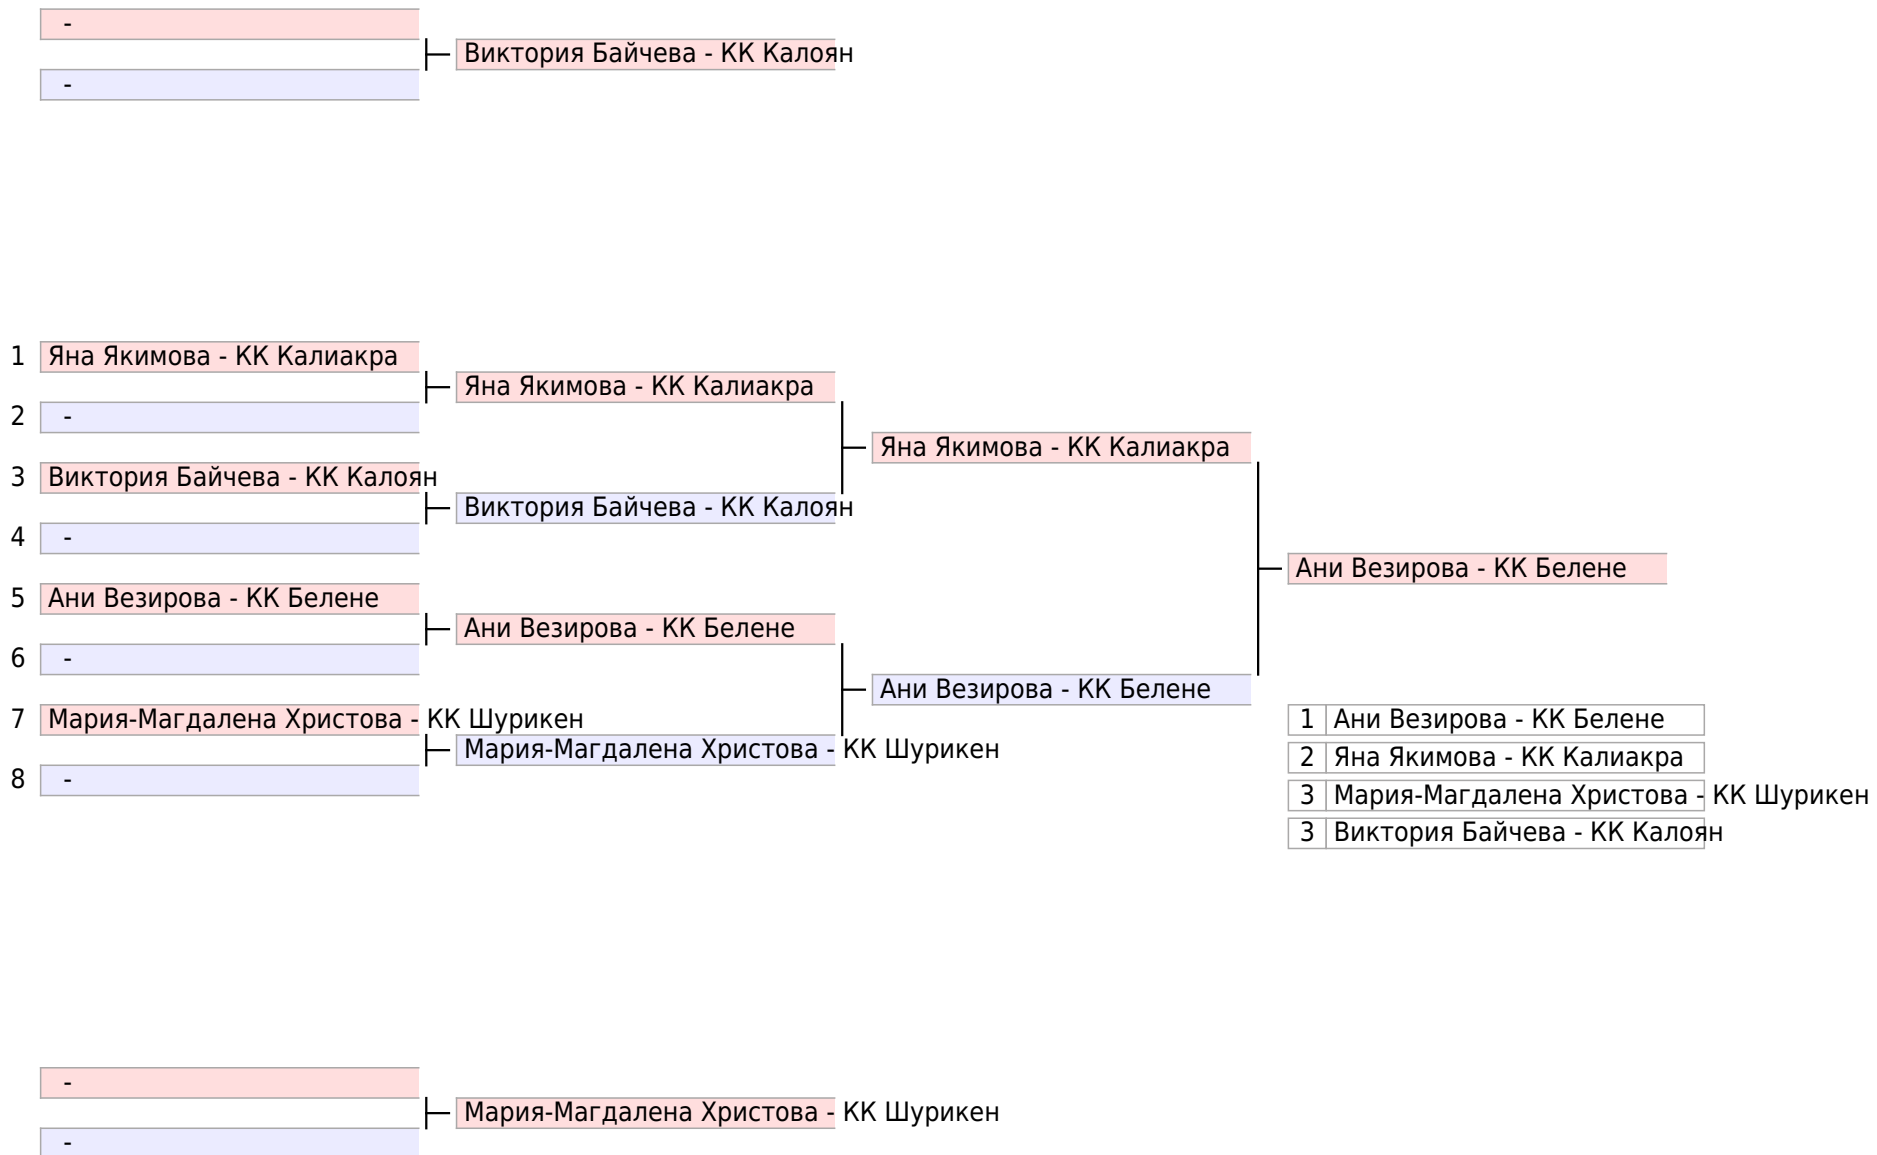 -
Виктория Байчева - КК Калоян
-
1 Яна Якимова - КК Калиакра
Яна Якимова - КК Калиакра
2 -
Яна Якимова - КК Калиакра
3 Виктория Байчева - КК Калоян
Виктория Байчева - КК Калоян
4 -
Ани Везирова - КК Белене
5 Ани Везирова - КК Белене
Ани Везирова - КК Белене
6 -
Ани Везирова - КК Белене
7 Мария-Магдалена Христова - КК Шурикен
Мария-Магдалена Христова - КК Шурикен
8 -
1 Ани Везирова - КК Белене
2 Яна Якимова - КК Калиакра
3 Мария-Магдалена Христова - КК Шурикен
3 Виктория Байчева - КК Калоян
-
Мария-Магдалена Христова - КК Шурикен
-